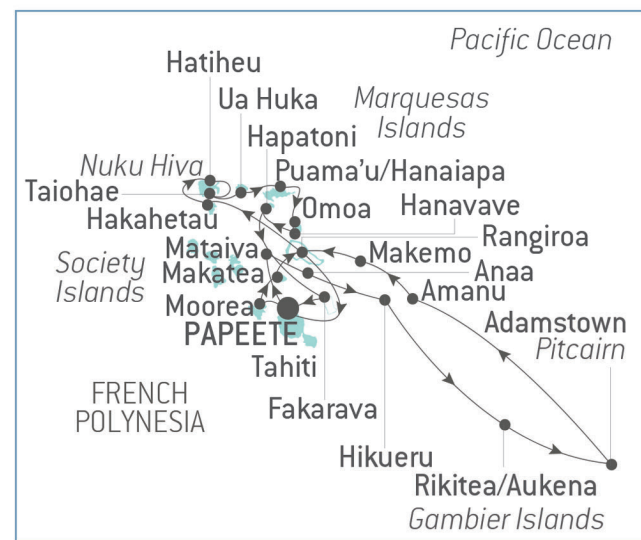 Pacific Ocean
Hatiheu
Ua Huka
Marquesas
Islands
Hapatoni
Nuku Hiva
Puama'u/Hanaiapa
Taiohae
Omoa
Hanavave
Hakahetau
Rangiroa
Mataiva
Makemo
Society
Islands
Makatea
Anaa
Amanu
Moorea
PAPEETE
Adamstown
Pitcairn
Tahiti
FRENCH
POLYNESIA
Fakarava
Hikueru
Rikitea/Aukena
Gambier Islands